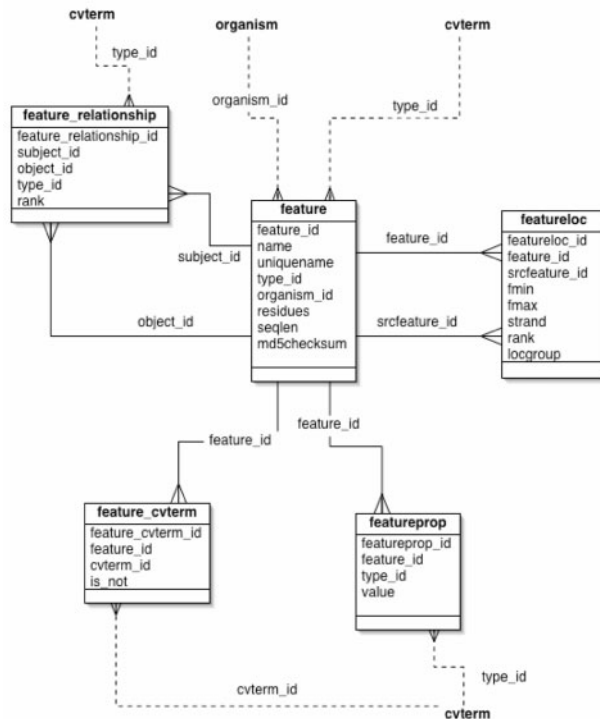 cvterm
organism
cvterm
type_id
organism_id
type_id
feature_relationship
feature_relationship_id
subject_id
object_id
type_id
rank
feature
feature_id
name
uniquename
type_id
organism_id
residues
seqlen
md5checksum
featureloc
featureloc_id
feature_id
srcfeature_id
fmin
fmax
strand
rank
locgroup
subject_id
feature_id
object_id
srcfeature_id
feature_id
feature_id
feature_cvterm
feature_cvterm_id
feature_id
cvterm_id
is_not
featureprop
featureprop_id
feature_id
type_id
value
cvterm_id
type_id
cvterm